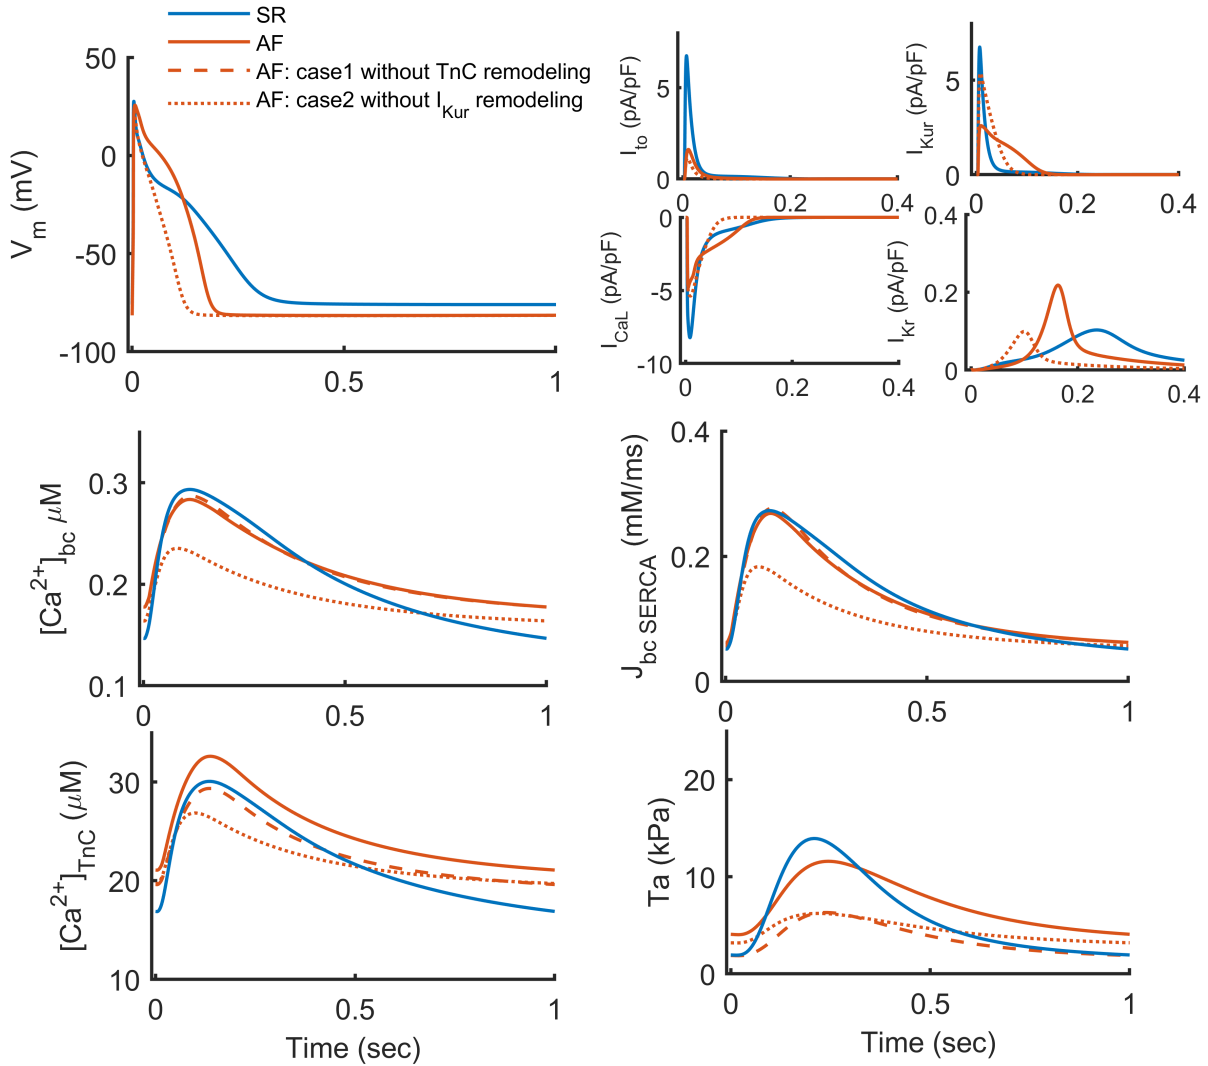 SR
AF
AF: case1 without TnC remodeling
AF: case2 without I_Kur remodeling
50
0
-50
-100
V_m (mV)
0 0.5 1
5
0
I_to (pA/pF)
0 0.2 0.4
5
0
I_Kur (pA/pF)
0 0.2 0.4
0
-5
-10
I_CaL (pA/pF)
0 0.2 0.4
0.4
0.2
0
I_Kr (pA/pF)
0 0.2 0.4
0.3
0.2
0.1
[Ca²⁺]_bc μM
0 0.5 1
0.4
0.2
0
J_bc SERCA (mM/ms)
0 0.5 1
30
20
10
[Ca²⁺]_TnC (μM)
0 0.5 1
Time (sec)
20
10
0
Ta (kPa)
0 0.5 1
Time (sec)